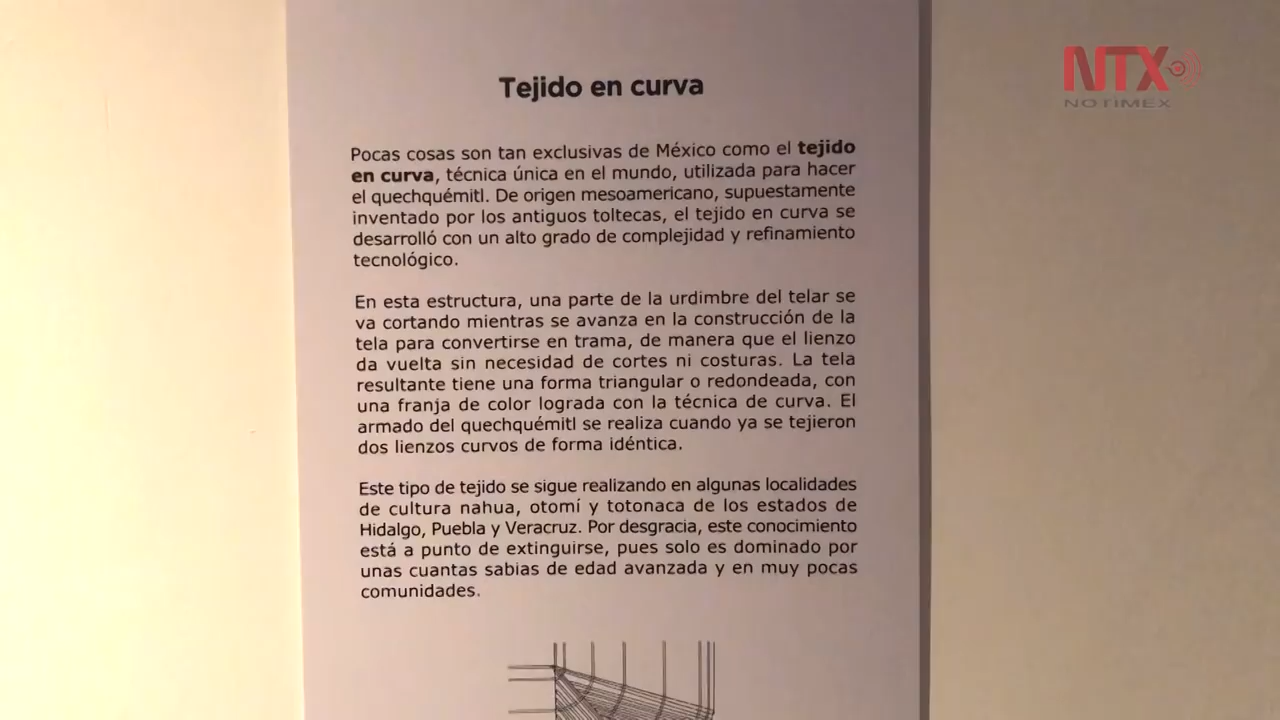 Tejido en curva
Pocas cosas son tan exclusivas de México como el tejido
en curva, técnica única en el mundo, utilizada para hacer
el quechquémitl. De origen mesoamericano, supuestamente
inventado por los antiguos toltecas, el tejido en curva se
desarrolló con un alto grado de complejidad y refinamiento
tecnológico.
En esta estructura, una parte de la urdimbre del telar se
va cortando mientras se avanza en la construcción de la
tela para convertirse en trama, de manera que el lienzo
da vuelta sin necesidad de cortes ni costuras. La tela
resultante tiene una forma triangular o redondeada, con
una franja de color lograda con la técnica de curva. El
armado del quechquémitl se realiza cuando ya se tejieron
dos lienzos curvos de forma idéntica.
Este tipo de tejido se sigue realizando en algunas localidades
de cultura nahua, otomí y totonaca de los estados de
Hidalgo, Puebla y Veracruz. Por desgracia, este conocimiento
está a punto de extinguirse, pues solo es dominado por
unas cuantas sabias de edad avanzada y en muy pocas
comunidades.
NTX
NOTIMEX